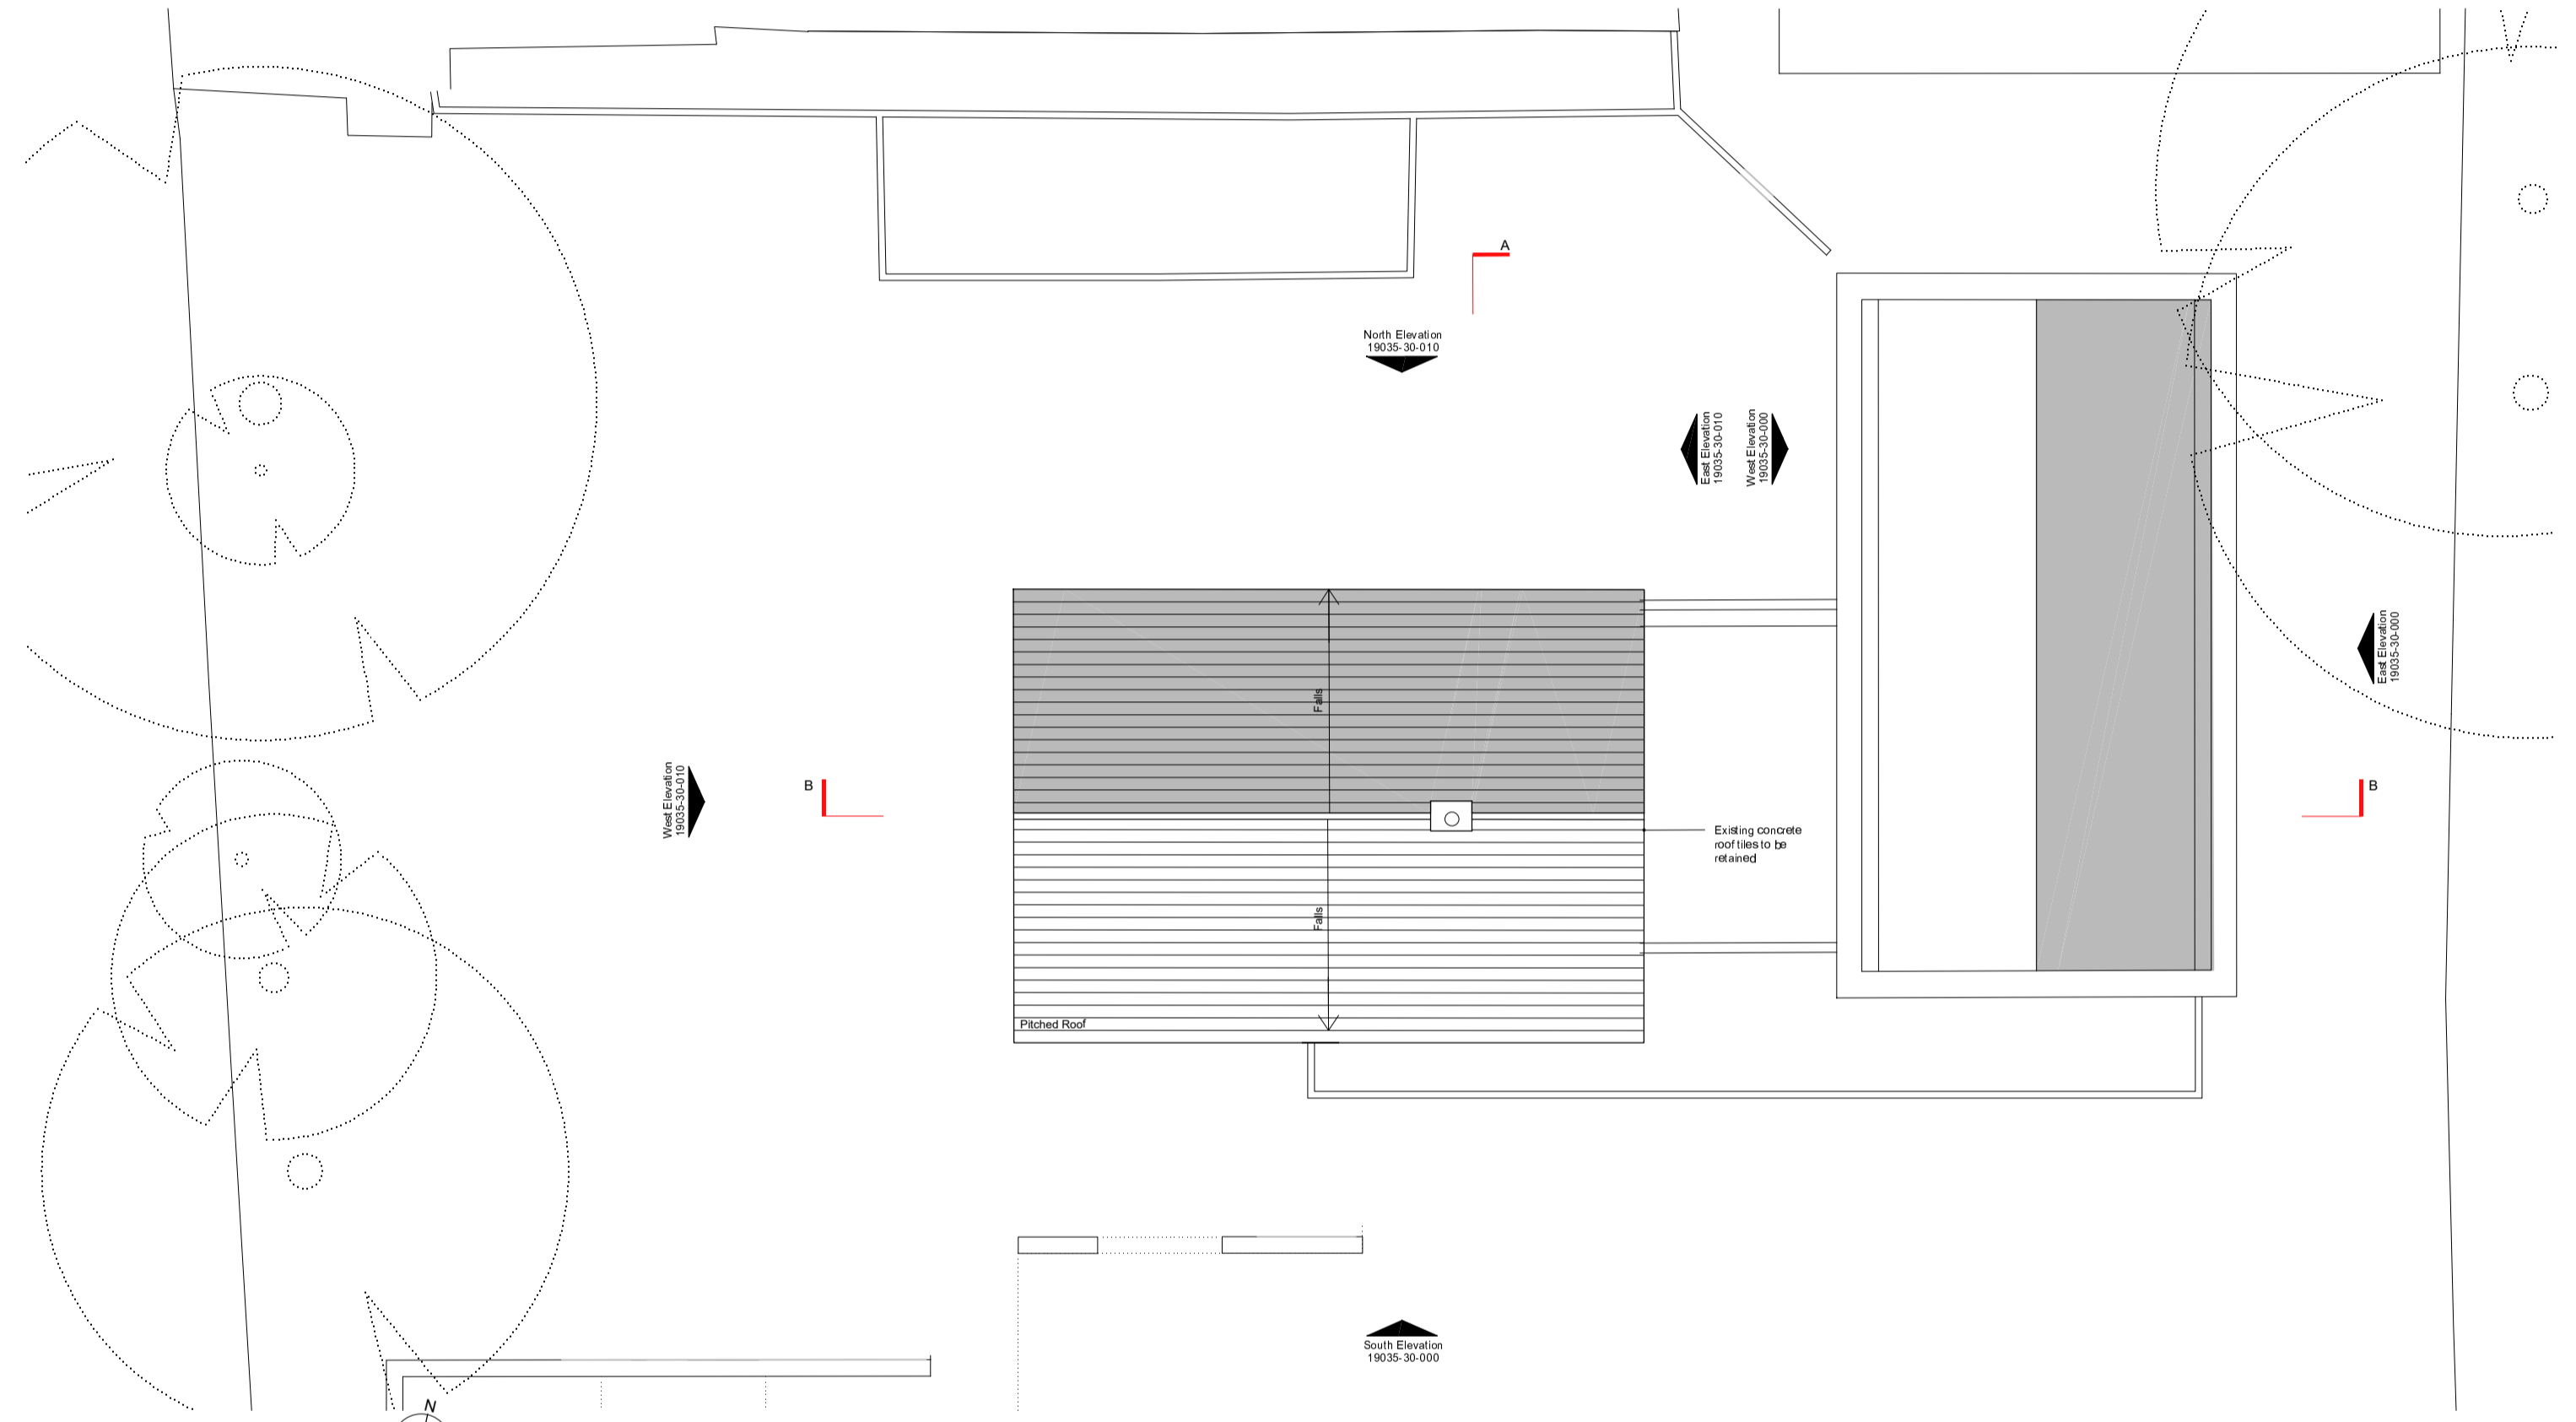 A
North Elevation
19035-30-010
East Elevation
19035-30-010
West Elevation
19035-30-000
East Elevation
19035-300-000
West Elevation
19035-30-010
B
B
Falls
Existing concrete
roof tiles to be
retained
Falls
Pitched Roof
South Elevation
19035-30-000
N